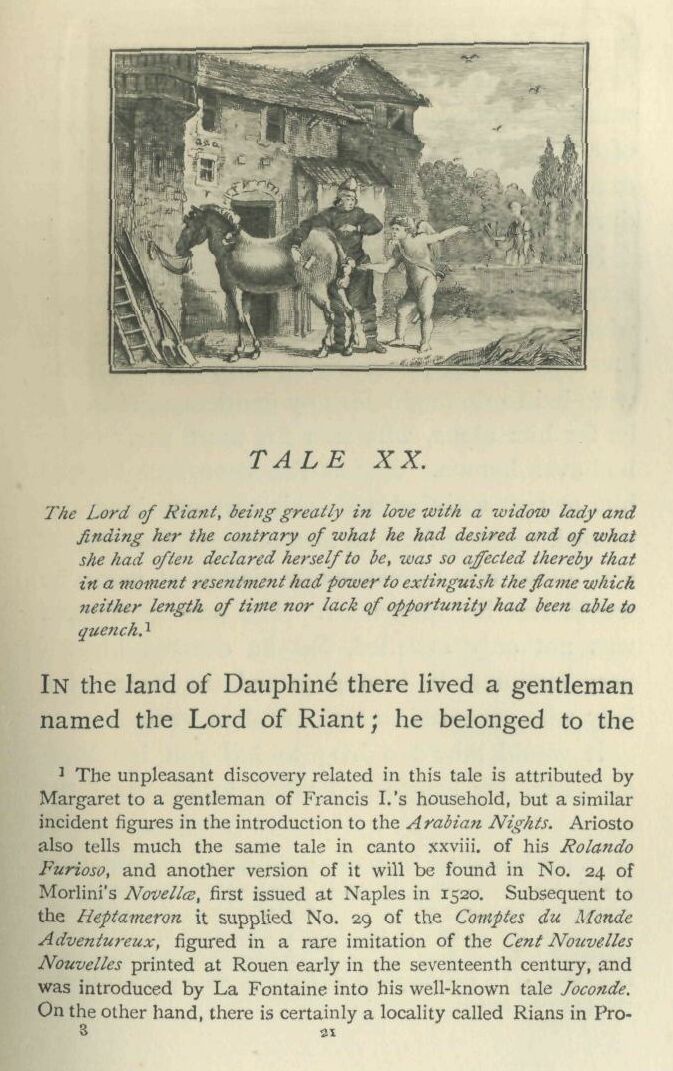 TALE XX.
The Lord of Riant, being greatly in love with a widow lady and
finding her the contrary of what he had desired and of what
she had often declared herself to be, was so affected thereby that
in a moment resentment had power to extinguish the flame which
neither length of time nor lack of opportunity had been able to
quench.¹
IN the land of Dauphiné there lived a gentleman
named the Lord of Riant; he belonged to the
¹ The unpleasant discovery related in this tale is attributed by
Margaret to a gentleman of Francis I.'s household, but a similar
incident figures in the introduction to the Arabian Nights. Ariosto
also tells much the same tale in canto xxviii. of his Rolando
Furioso, and another version of it will be found in No. 24 of
Morlini's Novellæ, first issued at Naples in 1520. Subsequent to
the Heptameron it supplied No. 29 of the Comptes du Monde
Adventureux, figured in a rare imitation of the Cent Nouvelles
Nouvelles printed at Rouen early in the seventeenth century, and
was introduced by La Fontaine into his well-known tale Joconde.
On the other hand, there is certainly a locality called Rians in Pro-
3 21